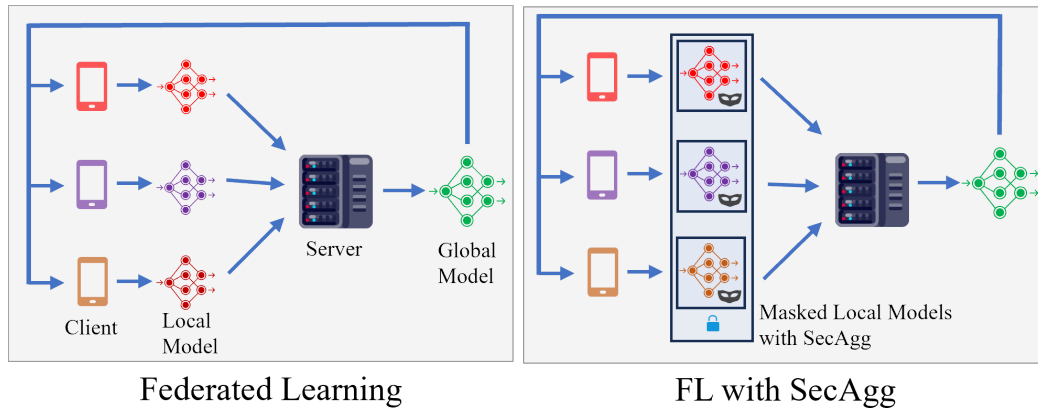 Server
Global
Model
Client
Local
Model
Federated Learning
Masked Local Models
with SecAgg
FL with SecAgg